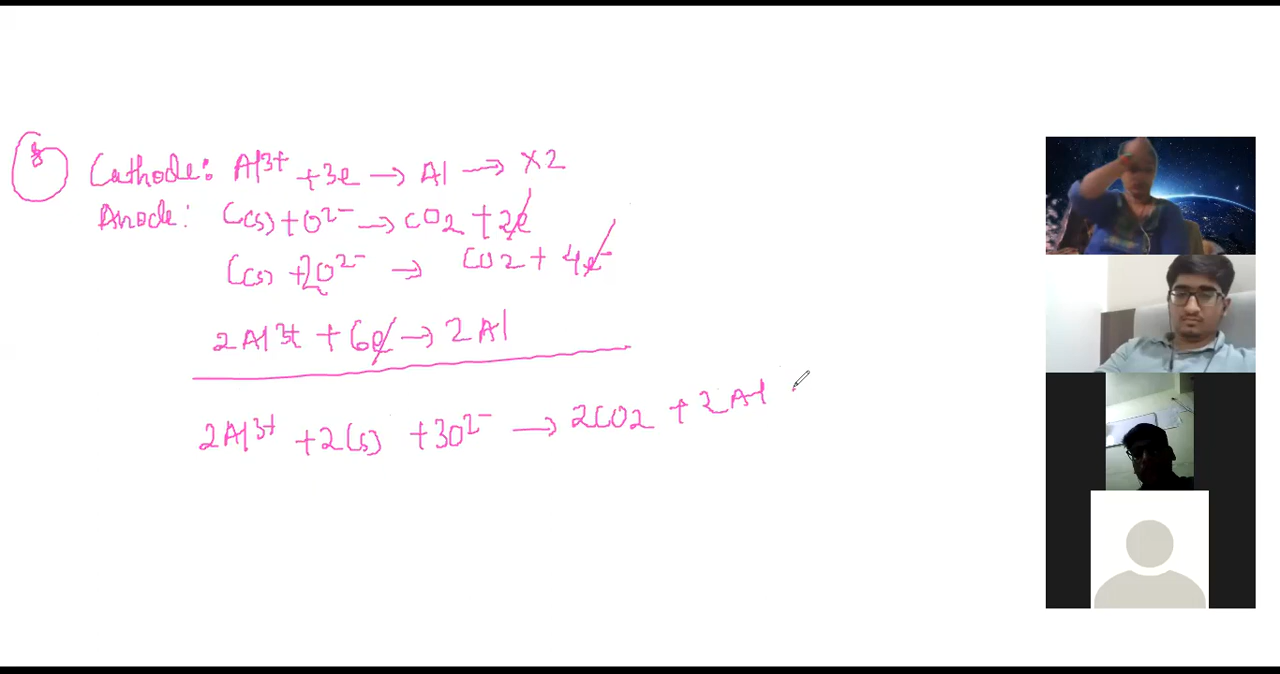 8
Cathode: Al3+ + 3e → Al → ×2
Anode: C(s) + O2- → CO2 + 2e
C(s) + 2O2- → CO2 + 4e-
2Al3+ + 6e → 2Al
2Al3+ + 2C(s) + 3O2- → 2CO2 + 2Al